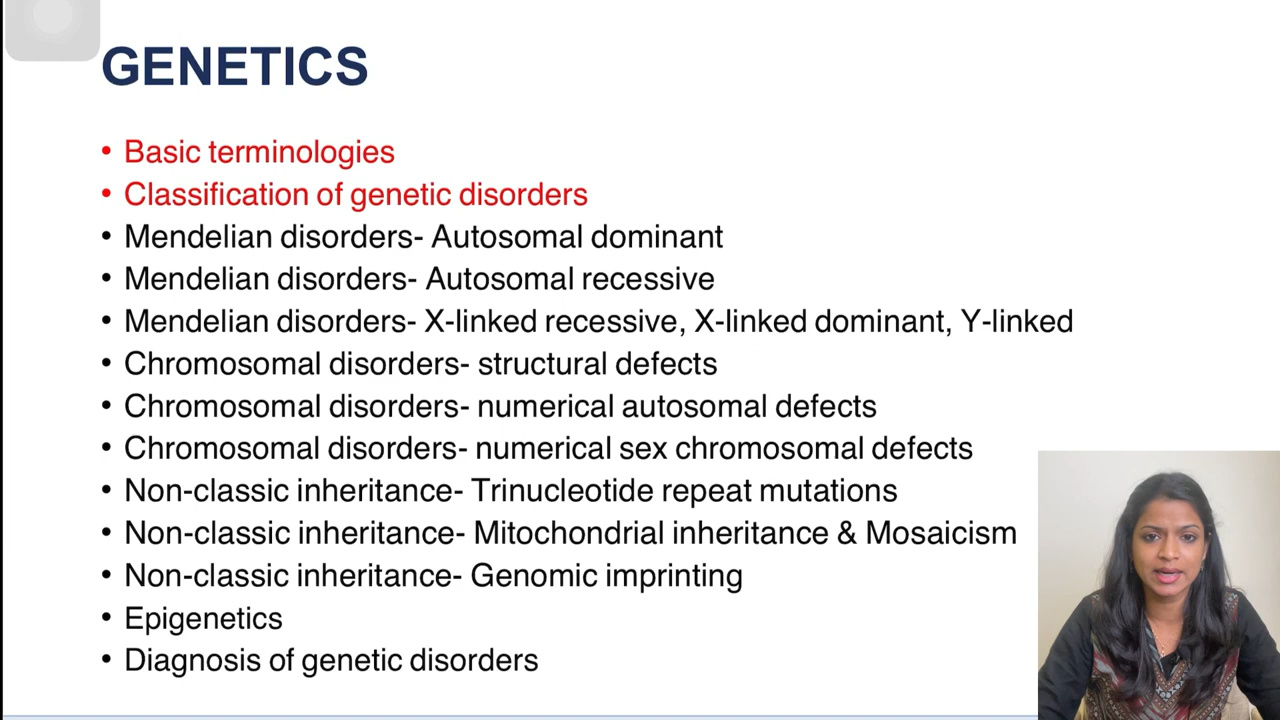 GENETICS
• Basic terminologies
• Classification of genetic disorders
• Mendelian disorders- Autosomal dominant
• Mendelian disorders- Autosomal recessive
• Mendelian disorders- X-linked recessive, X-linked dominant, Y-linked
• Chromosomal disorders- structural defects
• Chromosomal disorders- numerical autosomal defects
• Chromosomal disorders- numerical sex chromosomal defects
• Non-classic inheritance- Trinucleotide repeat mutations
• Non-classic inheritance- Mitochondrial inheritance & Mosaicism
• Non-classic inheritance- Genomic imprinting
• Epigenetics
• Diagnosis of genetic disorders